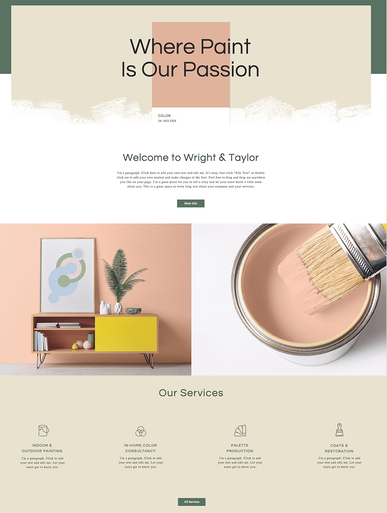 Where Paint
Is Our Passion
COLOR
Welcome to Wright & Taylor
I'm a paragraph. Click here to add your own text and edit me. It's easy. Just click "Edit Text" or double
click me to add your own content and make changes to the font. Feel free to drag and drop me anywhere
you like on your page. I'm a great place for you to tell a story and let your users know a little more
about you. This is a great space to write long text about your company and your services.
Our Services
INDOOR &
OUTDOOR PAINTING
I'm a paragraph. Click to add
your text and edit me. Let your
users get to know you.
IN-HOME COLOR
CONSULTANCY
I'm a paragraph. Click to add
your text and edit me. Let your
users get to know you.
PALETTE
PRODUCTION
I'm a paragraph. Click to add
your text and edit me. Let your
users get to know you.
COATS &
RESTORATION
I'm a paragraph. Click to add
your text and edit me. Let your
users get to know you.
All Services